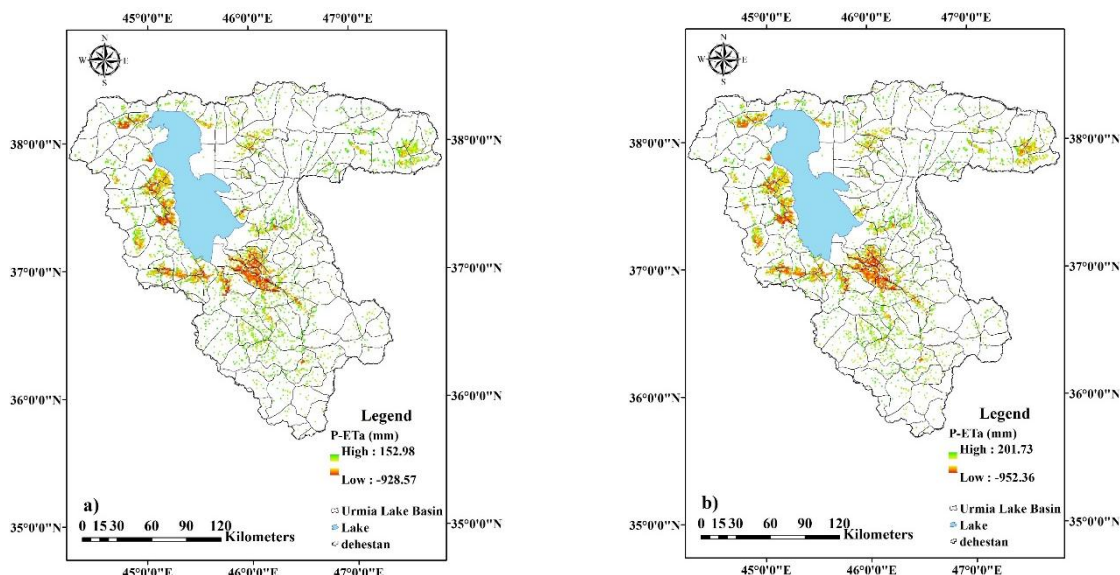 45°0'0"E 46°0'0"E 47°0'0"E
N
W E
S
38°0'0"N 38°0'0"N
37°0'0"N 37°0'0"N
36°0'0"N 36°0'0"N
35°0'0"N 35°0'0"N
Legend
P-ETa (mm)
High : 152.98
Low : -928.57
Urmia Lake Basin
Lake
dehestan
a)
0 15 30 60 90 120
Kilometers
45°0'0"E 46°0'0"E 47°0'0"E
45°0'0"E 46°0'0"E 47°0'0"E
N
W E
S
38°0'0"N 38°0'0"N
37°0'0"N 37°0'0"N
36°0'0"N 36°0'0"N
35°0'0"N 35°0'0"N
Legend
P-ETa (mm)
High : 201.73
Low : -952.36
Urmia Lake Basin
Lake
dehestan
b)
0 15 30 60 90 120
Kilometers
45°0'0"E 46°0'0"E 47°0'0"E